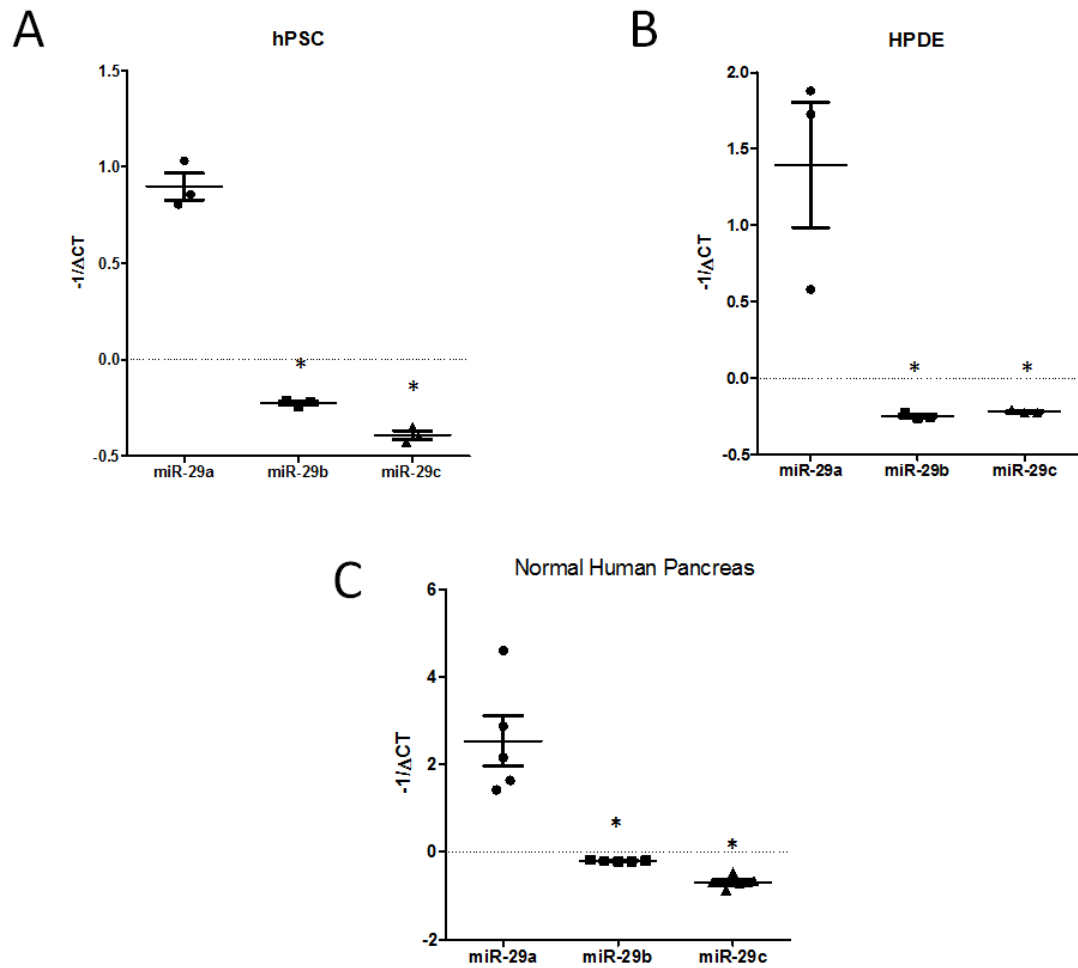 A
hPSC
1.5
1.0
0.5
0.0
-0.5
-1/ΔCT
*
*
miR-29a
miR-29b
miR-29c
B
HPDE
2.0
1.5
1.0
0.5
0.0
-0.5
-1/ΔCT
*
*
miR-29a
miR-29b
miR-29c
C
Normal Human Pancreas
6
4
2
0
-2
-1/ΔCT
*
*
miR-29a
miR-29b
miR-29c